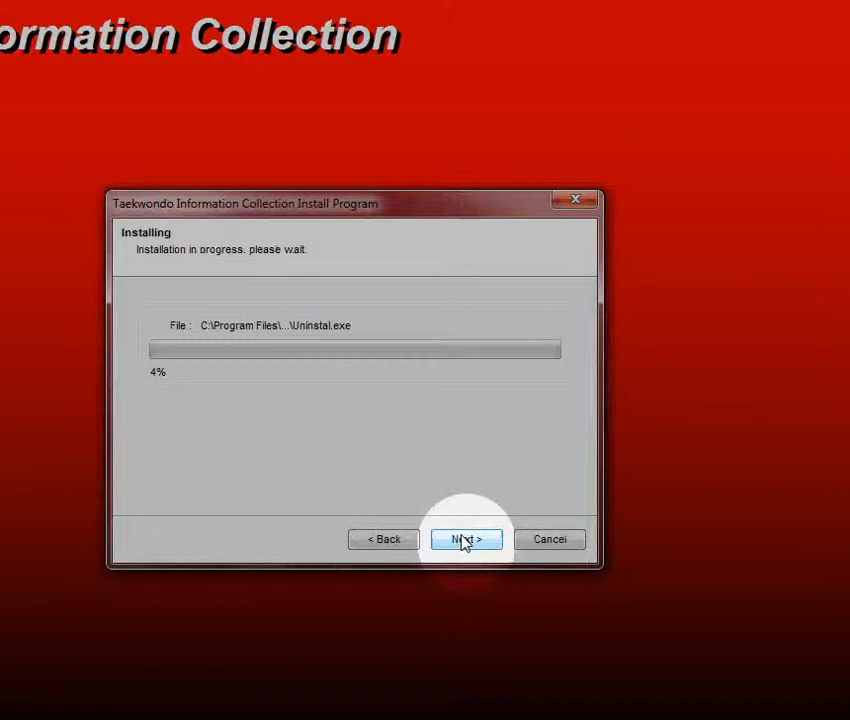 ormation Collection
Taekwondo Information Collection Install Program
Installing
Installation in progress, please wait.
File : C:\Program Files\...\Uninstal.exe
4%
< Back
Next >
Cancel